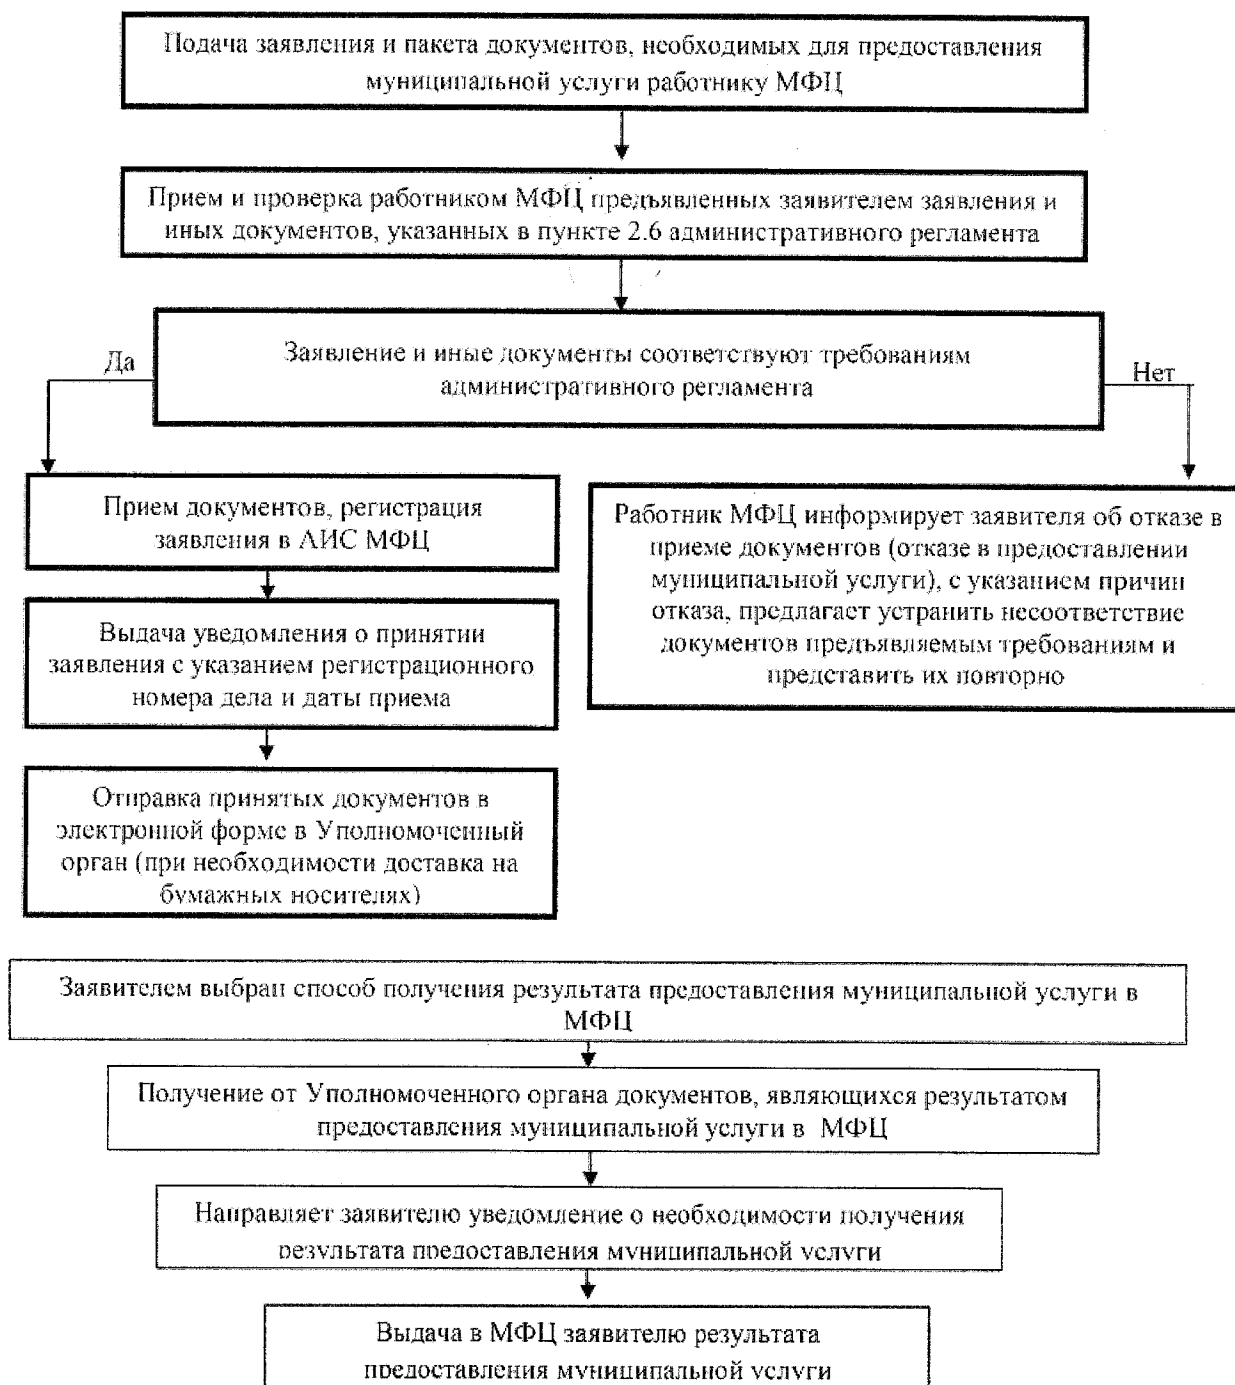 Подача заявления и пакета документов, необходимых для предоставления
муниципальной услуги работнику МФЦ
Прием и проверка работником МФЦ предъявленных заявителем заявления и
иных документов, указанных в пункте 2.6 административного регламента
Заявление и иные документы соответствуют требованиям
административного регламента
Да
Нет
Прием документов, регистрация
заявления в АИС МФЦ
Выдача уведомления о принятии
заявления с указанием регистрационного
номера дела и даты приема
Отправка принятых документов в
электронной форме в Уполномоченный
орган (при необходимости доставка на
бумажных носителях)
Работник МФЦ информирует заявителя об отказе в
приеме документов (отказе в предоставлении
муниципальной услуги), с указанием причин
отказа, предлагает устранить несоответствие
документов предъявляемым требованиям и
представить их повторно
Заявителем выбран способ получения результата предоставления муниципальной услуги в
МФЦ
Получение от Уполномоченного органа документов, являющихся результатом
предоставления муниципальной услуги в МФЦ
Направляет заявителю уведомление о необходимости получения
результата предоставления муниципальной услуги
Выдача в МФЦ заявителю результата
предоставления муниципальной услуги